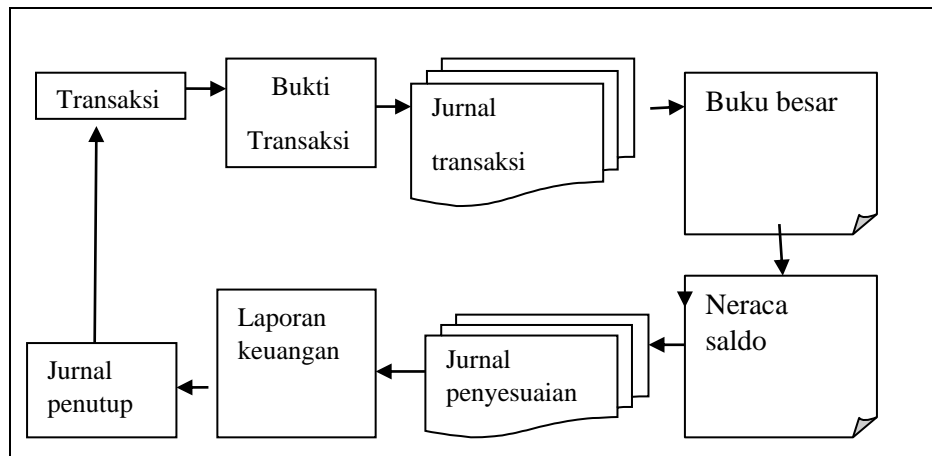 Transaksi
Bukti
Transaksi
Jurnal
transaksi
Buku besar
Neraca
saldo
Jurnal
penyesuaian
Laporan
keuangan
Jurnal
penutup